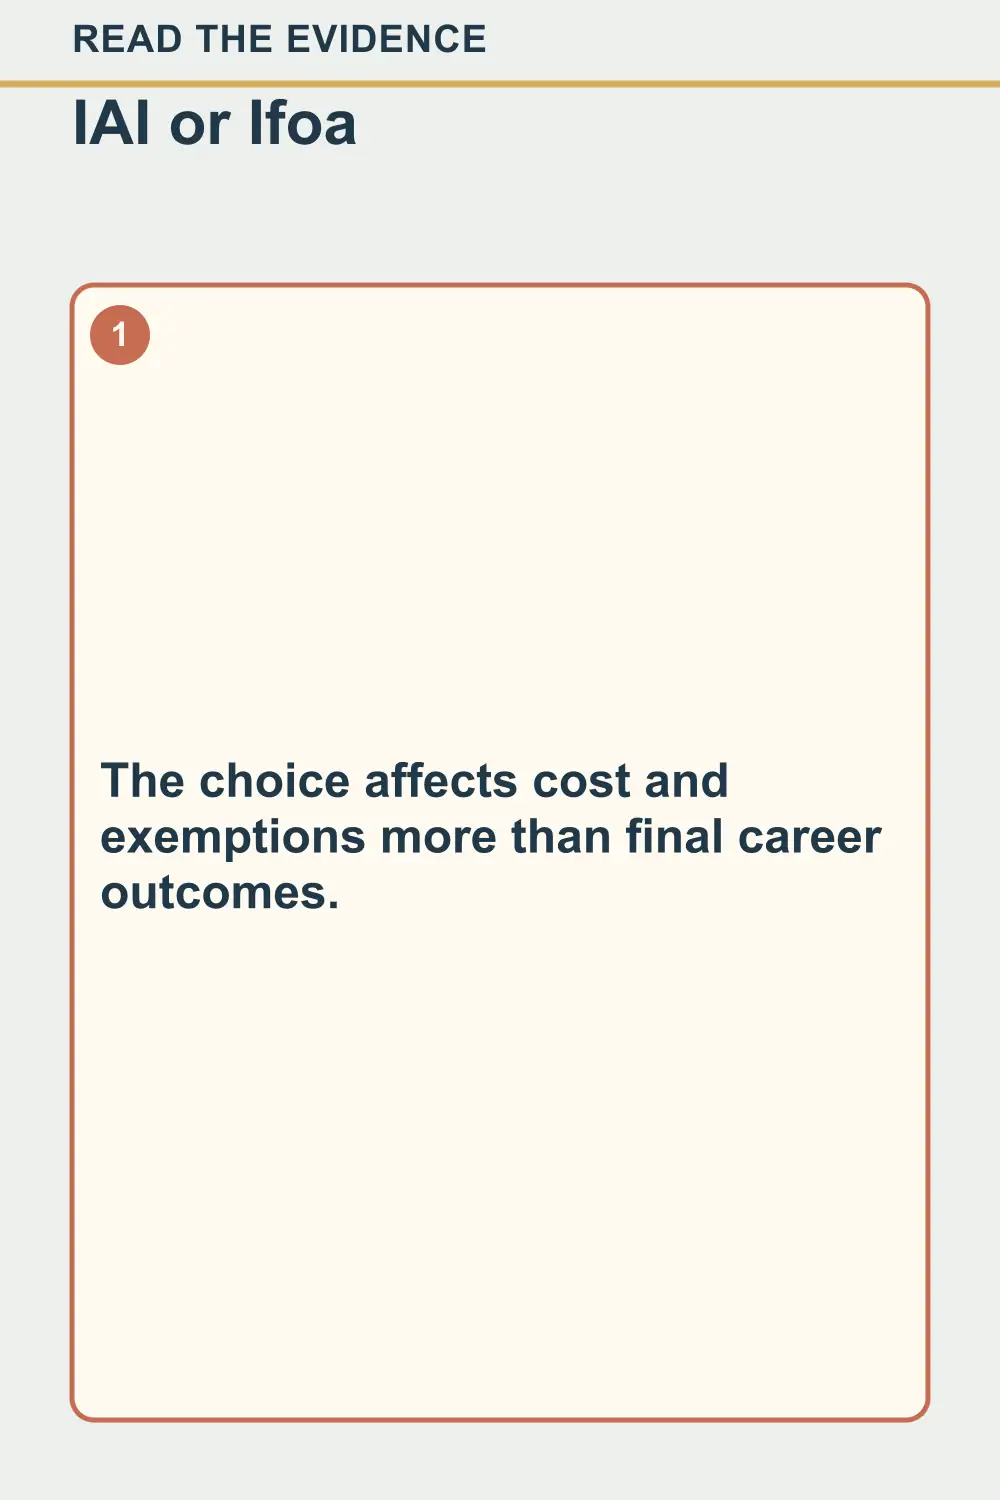 READ THE EVIDENCE
IAI or Ifoa
1
The choice affects cost and
exemptions more than final career
outcomes.